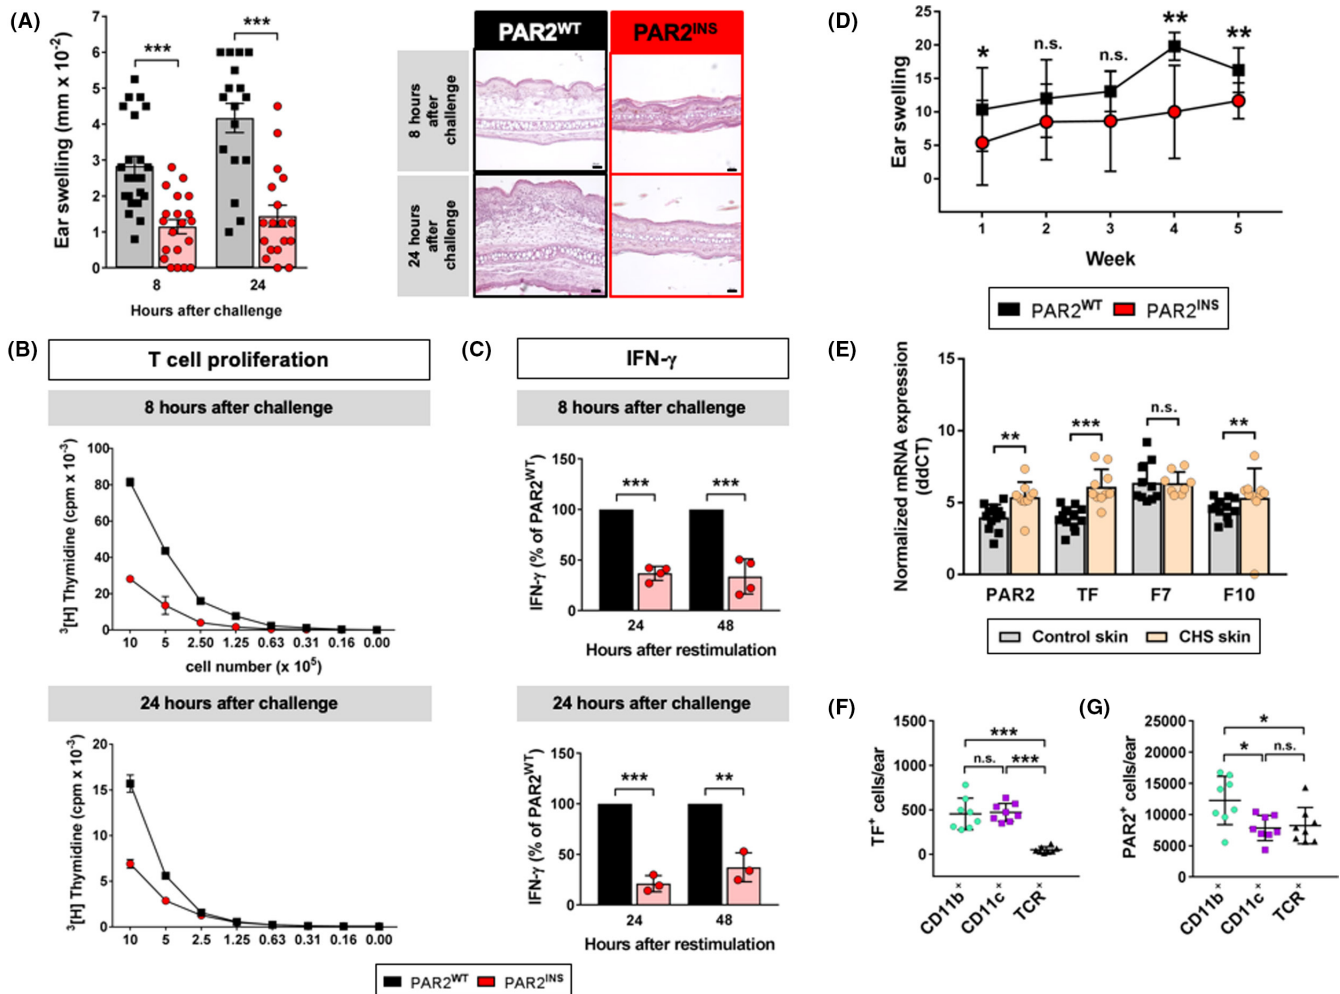 (A)
Ear swelling (mm x 10-2)
7
6
5
4
3
2
1
0
***
***
8
24
Hours after challenge
PAR2WT
PAR2INS
8 hours
after
challenge
24 hours
after
challenge
(D)
Ear swelling
25
20
15
10
5
0
*
n.s.
n.s.
**
**
1
2
3
4
5
Week
PAR2WT
PAR2INS
(B)
T cell proliferation
8 hours after challenge
3[H] Thymidine (cpm x 10-3)
100
80
60
40
20
0
10
5
2.50
1.25
0.63
0.31
0.16
0.00
cell number (x 105)
24 hours after challenge
3[H] Thymidine (cpm x 10-3)
20
15
10
5
0
10
5
2.5
1.25
0.63
0.31
0.16
0.00
(C)
IFN-γ
8 hours after challenge
IFN-γ (% of PAR2WT)
150
100
50
0
***
***
24
48
Hours after restimulation
24 hours after challenge
IFN-γ (% of PAR2WT)
150
100
50
0
***
**
24
48
Hours after restimulation
PAR2WT
PAR2INS
(E)
Normalized mRNA expression
(ddCT)
15
10
5
0
**
***
n.s.
**
PAR2
TF
F7
F10
Control skin
CHS skin
(F)
TF+ cells/ear
1500
1000
500
0
***
n.s.
***
CD11b+
CD11c+
TCR+
(G)
PAR2+ cells/ear
25000
20000
15000
10000
5000
0
*
*
n.s.
CD11b+
CD11c+
TCR+